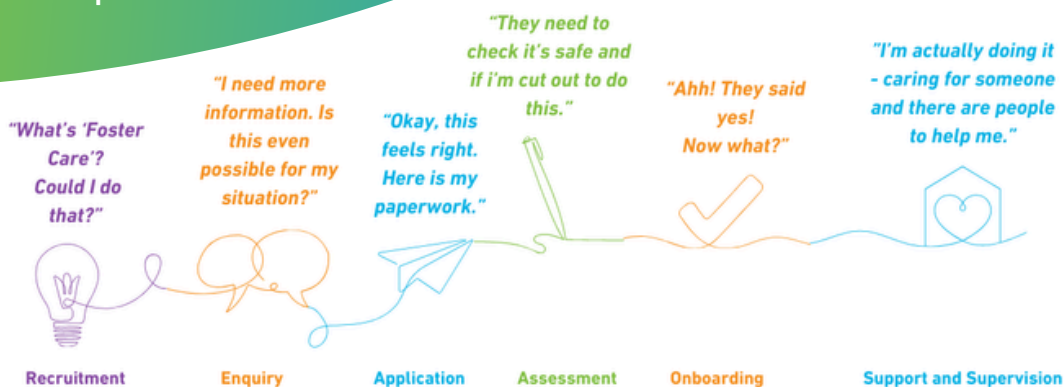 "What's 'Foster
Care'?
Could I do
that?"
"I need more
information. Is
this even
possible for my
situation?"
"Okay, this
feels right.
Here is my
paperwork."
"They need to
check it's safe and
if i'm cut out to do
this."
"Ahh! They said
yes!
Now what?"
"I'm actually doing it
- caring for someone
and there are people
to help me."
Recruitment
Enquiry
Application
Assessment
Onboarding
Support and Supervision